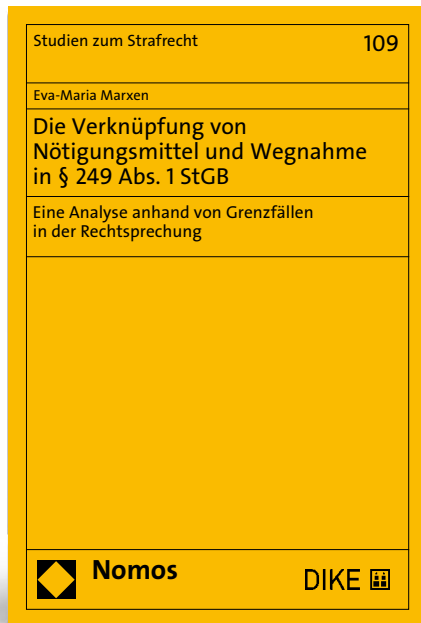 Studien zum Strafrecht 109
Eva-Maria Marxen
Die Verknüpfung von
Nötigungsmittel und Wegnahme
in § 249 Abs. 1 StGB
Eine Analyse anhand von Grenzfällen
in der Rechtsprechung
Nomos
DIKE